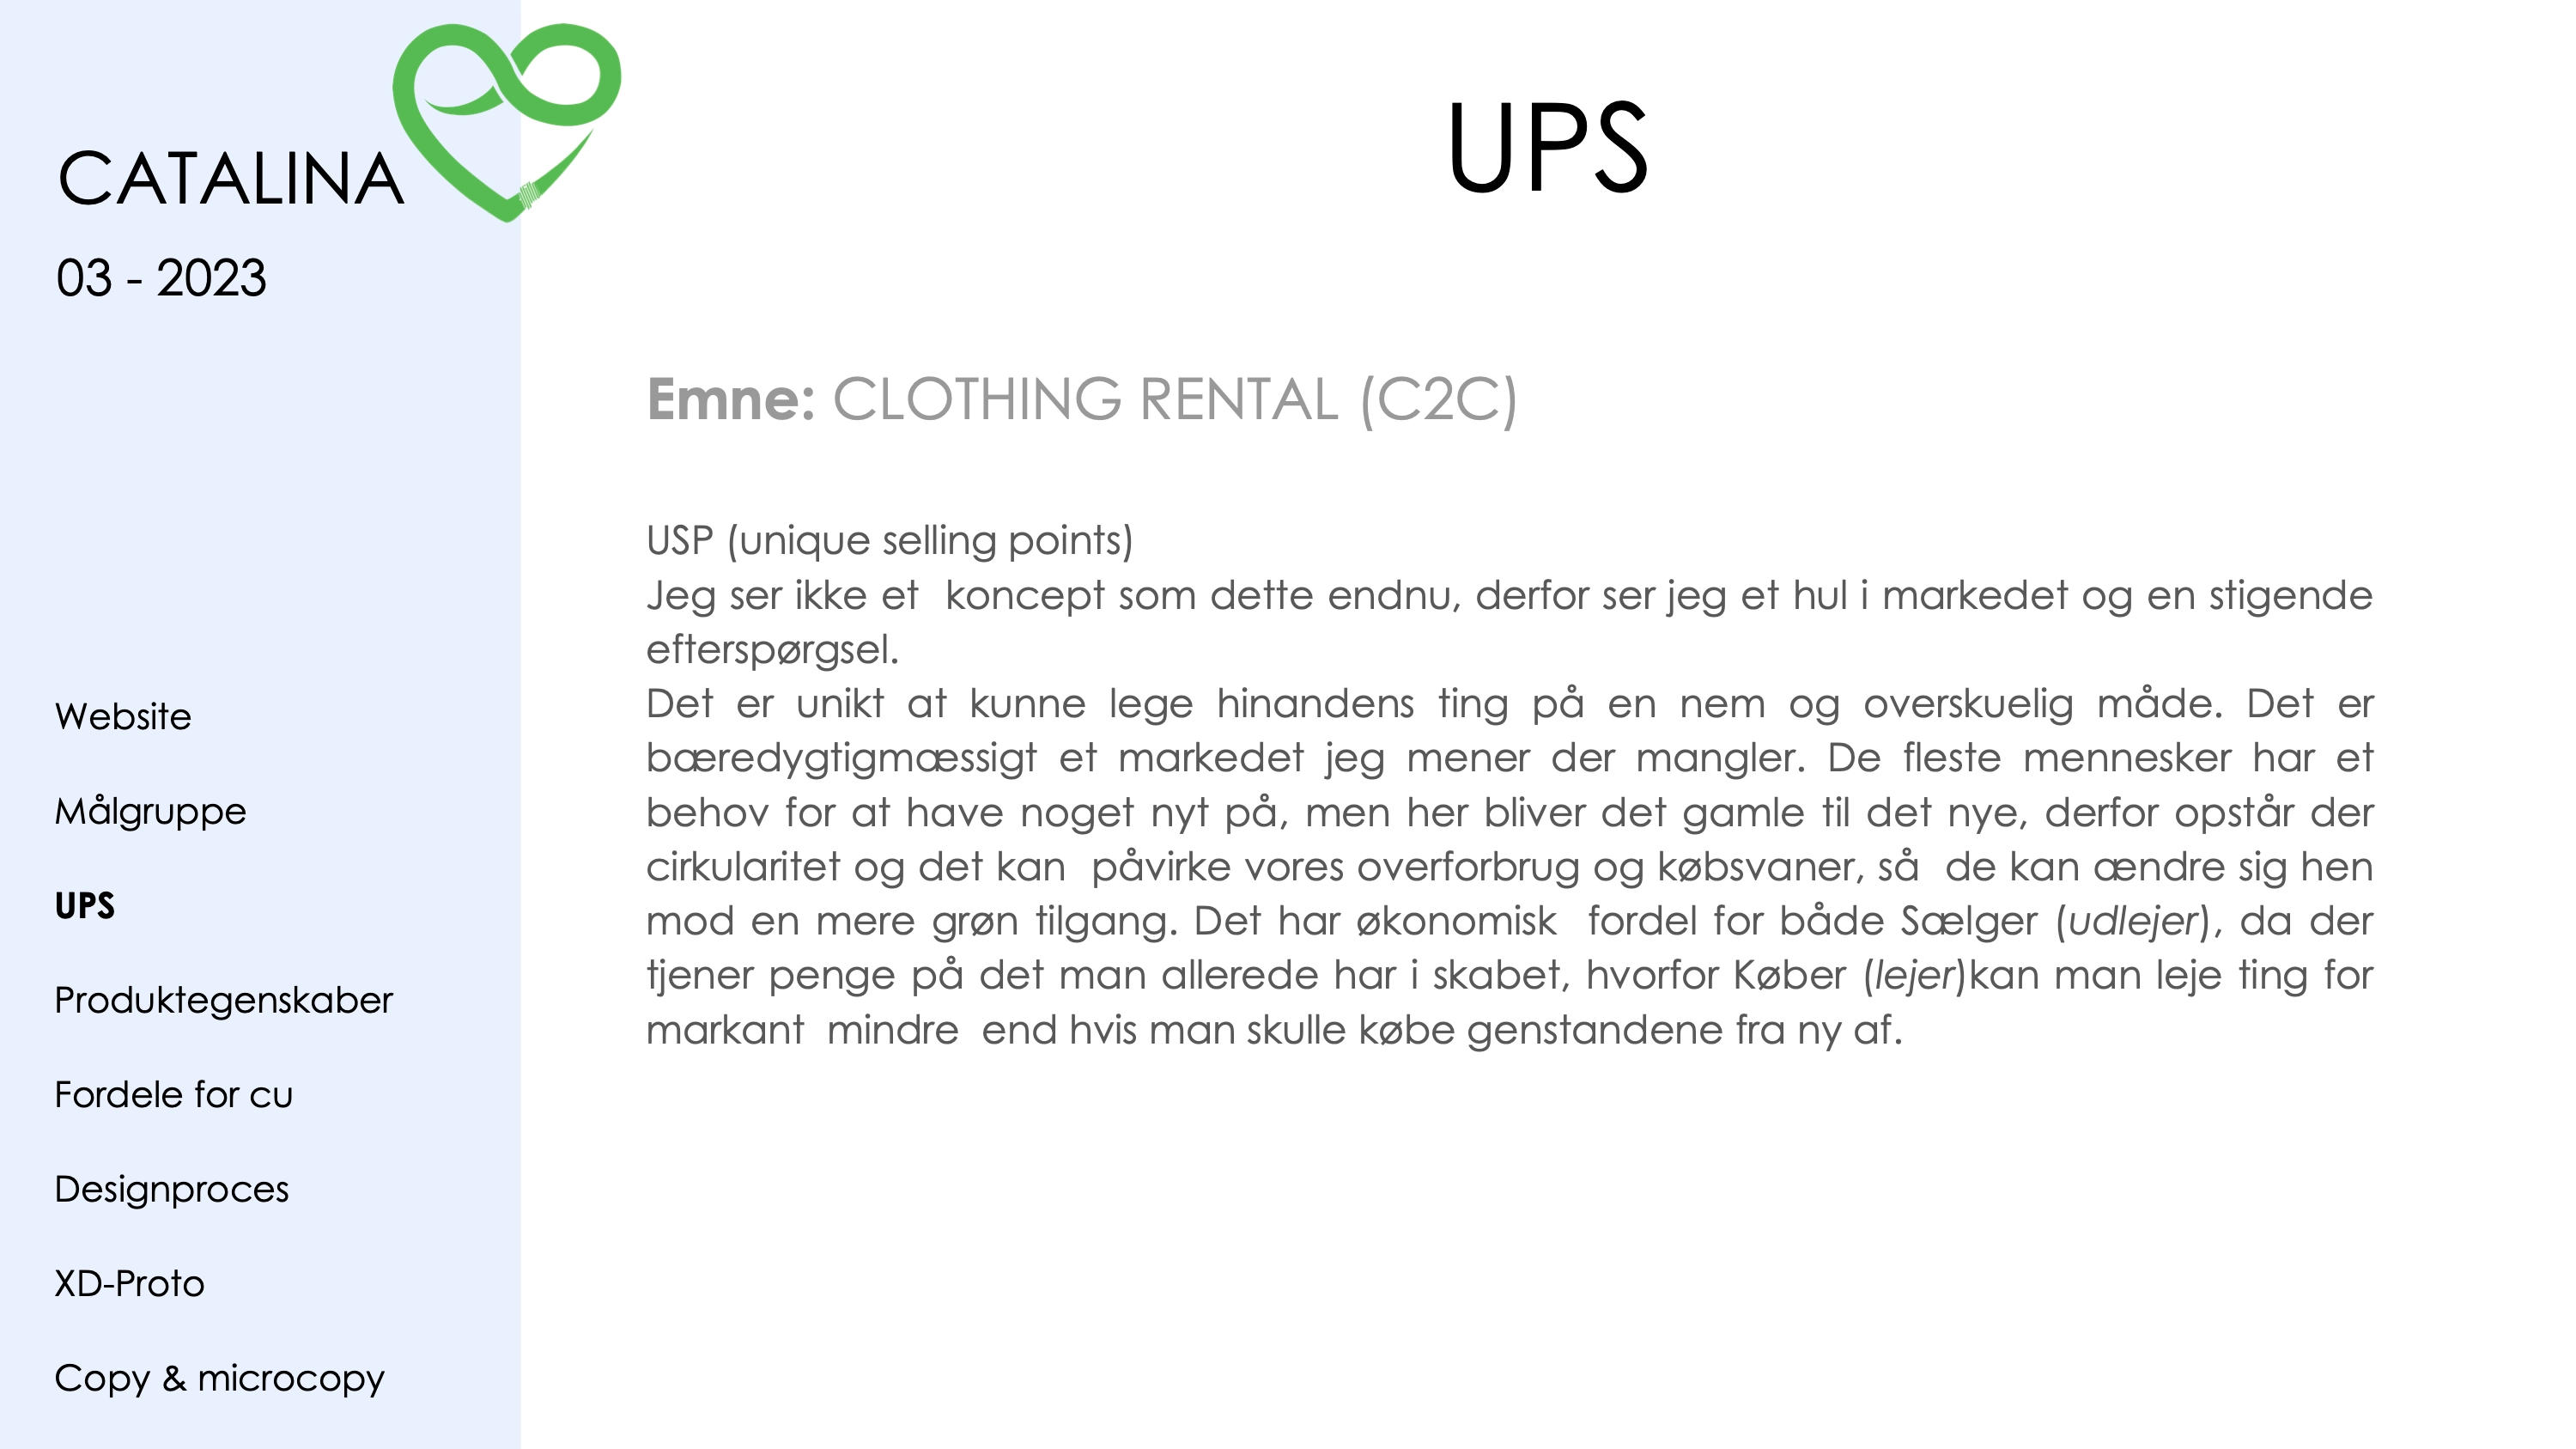 CATALINA
03 - 2023
Website
Målgruppe
UPS
Produktegenskaber
Fordele for cu
Designproces
XD-Proto
Copy & microcopy
UPS
Emne: CLOTHING RENTAL (C2C)
USP (unique selling points)
Jeg ser ikke et  koncept som dette endnu, derfor ser jeg et hul i markedet og en stigende
efterspørgsel.
Det er unikt at kunne lege hinandens ting på en nem og overskuelig måde. Det er
bæredygtigmæssigt et markedet jeg mener der mangler. De fleste mennesker har et
behov for at have noget nyt på, men her bliver det gamle til det nye, derfor opstår der
cirkularitet og det kan  påvirke vores overforbrug og købsvaner, så  de kan ændre sig hen
mod en mere grøn tilgang. Det har økonomisk  fordel for både Sælger (udlejer), da der
tjener penge på det man allerede har i skabet, hvorfor Køber (lejer)kan man leje ting for
markant  mindre  end hvis man skulle købe genstandene fra ny af.